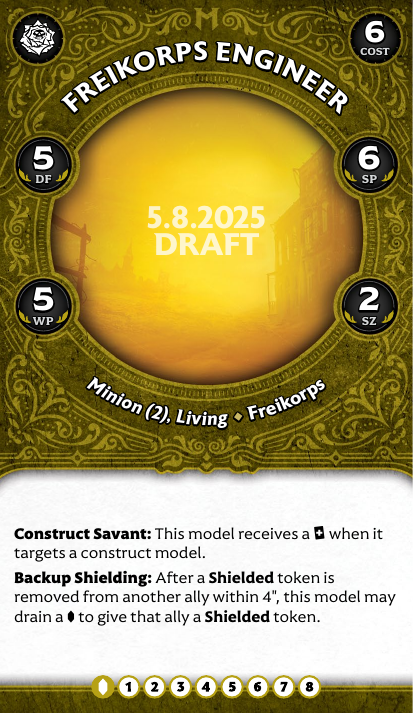 6
COST
FREIKORPS ENGINEER
5
DF
6
SP
5.8.2025
DRAFT
5
WP
2
SZ
Minion (2), Living • Freikorps
Construct Savant: This model receives a when it
targets a construct model.
Backup Shielding: After a Shielded token is
removed from another ally within 4", this model may
drain a to give that ally a Shielded token.
1 2 3 4 5 6 7 8